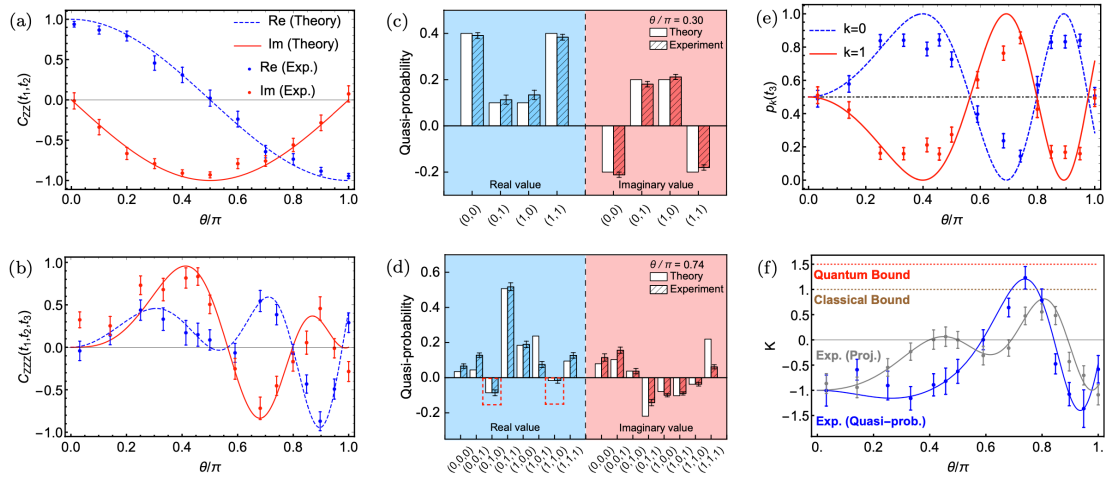 (a)
Re (Theory)
Im (Theory)
Re (Exp.)
Im (Exp.)
C_ZZ(t₁,t₂)
1.0
0.5
0.0
-0.5
-1.0
0.0 0.2 0.4 0.6 0.8 1.0
θ/π
(b)
C_ZZZ(t₁,t₂,t₃)
1.0
0.5
0.0
-0.5
-1.0
0.0 0.2 0.4 0.6 0.8 1.0
θ/π
(c)
θ/π = 0.30
Theory
Experiment
Quasi-probability
0.4
0.2
0.0
-0.2
Real value
Imaginary value
(0,0) (0,1) (1,0) (1,1) (0,0) (0,1) (1.0) (1,1)
(d)
θ/π = 0.74
Theory
Experiment
Quasi-probability
0.6
0.4
0.2
0.0
-0.2
Real value
Imaginary value
(0,0,0) (0,0,1) (0,1,0) (0,1,1) (1,0,0) (1,0,1) (1,1,0) (1,1,1) (0,0,0) (0,0,1) (0,1,0) (0,1,1) (1,0,0) (1,0,1) (1,1,0) (1,1,1)
(e)
k=0
k=1
p_k(t₃)
1.0
0.8
0.6
0.4
0.2
0.0
0.0 0.2 0.4 0.6 0.8 1.0
θ/π
(f)
1.5
Quantum Bound
1.0
Classical Bound
0.5
0
Exp. (Proj.)
-0.5
-1.0
-1.5
Exp. (Quasi-prob.)
K
0.0 0.2 0.4 0.6 0.8 1.0
θ/π